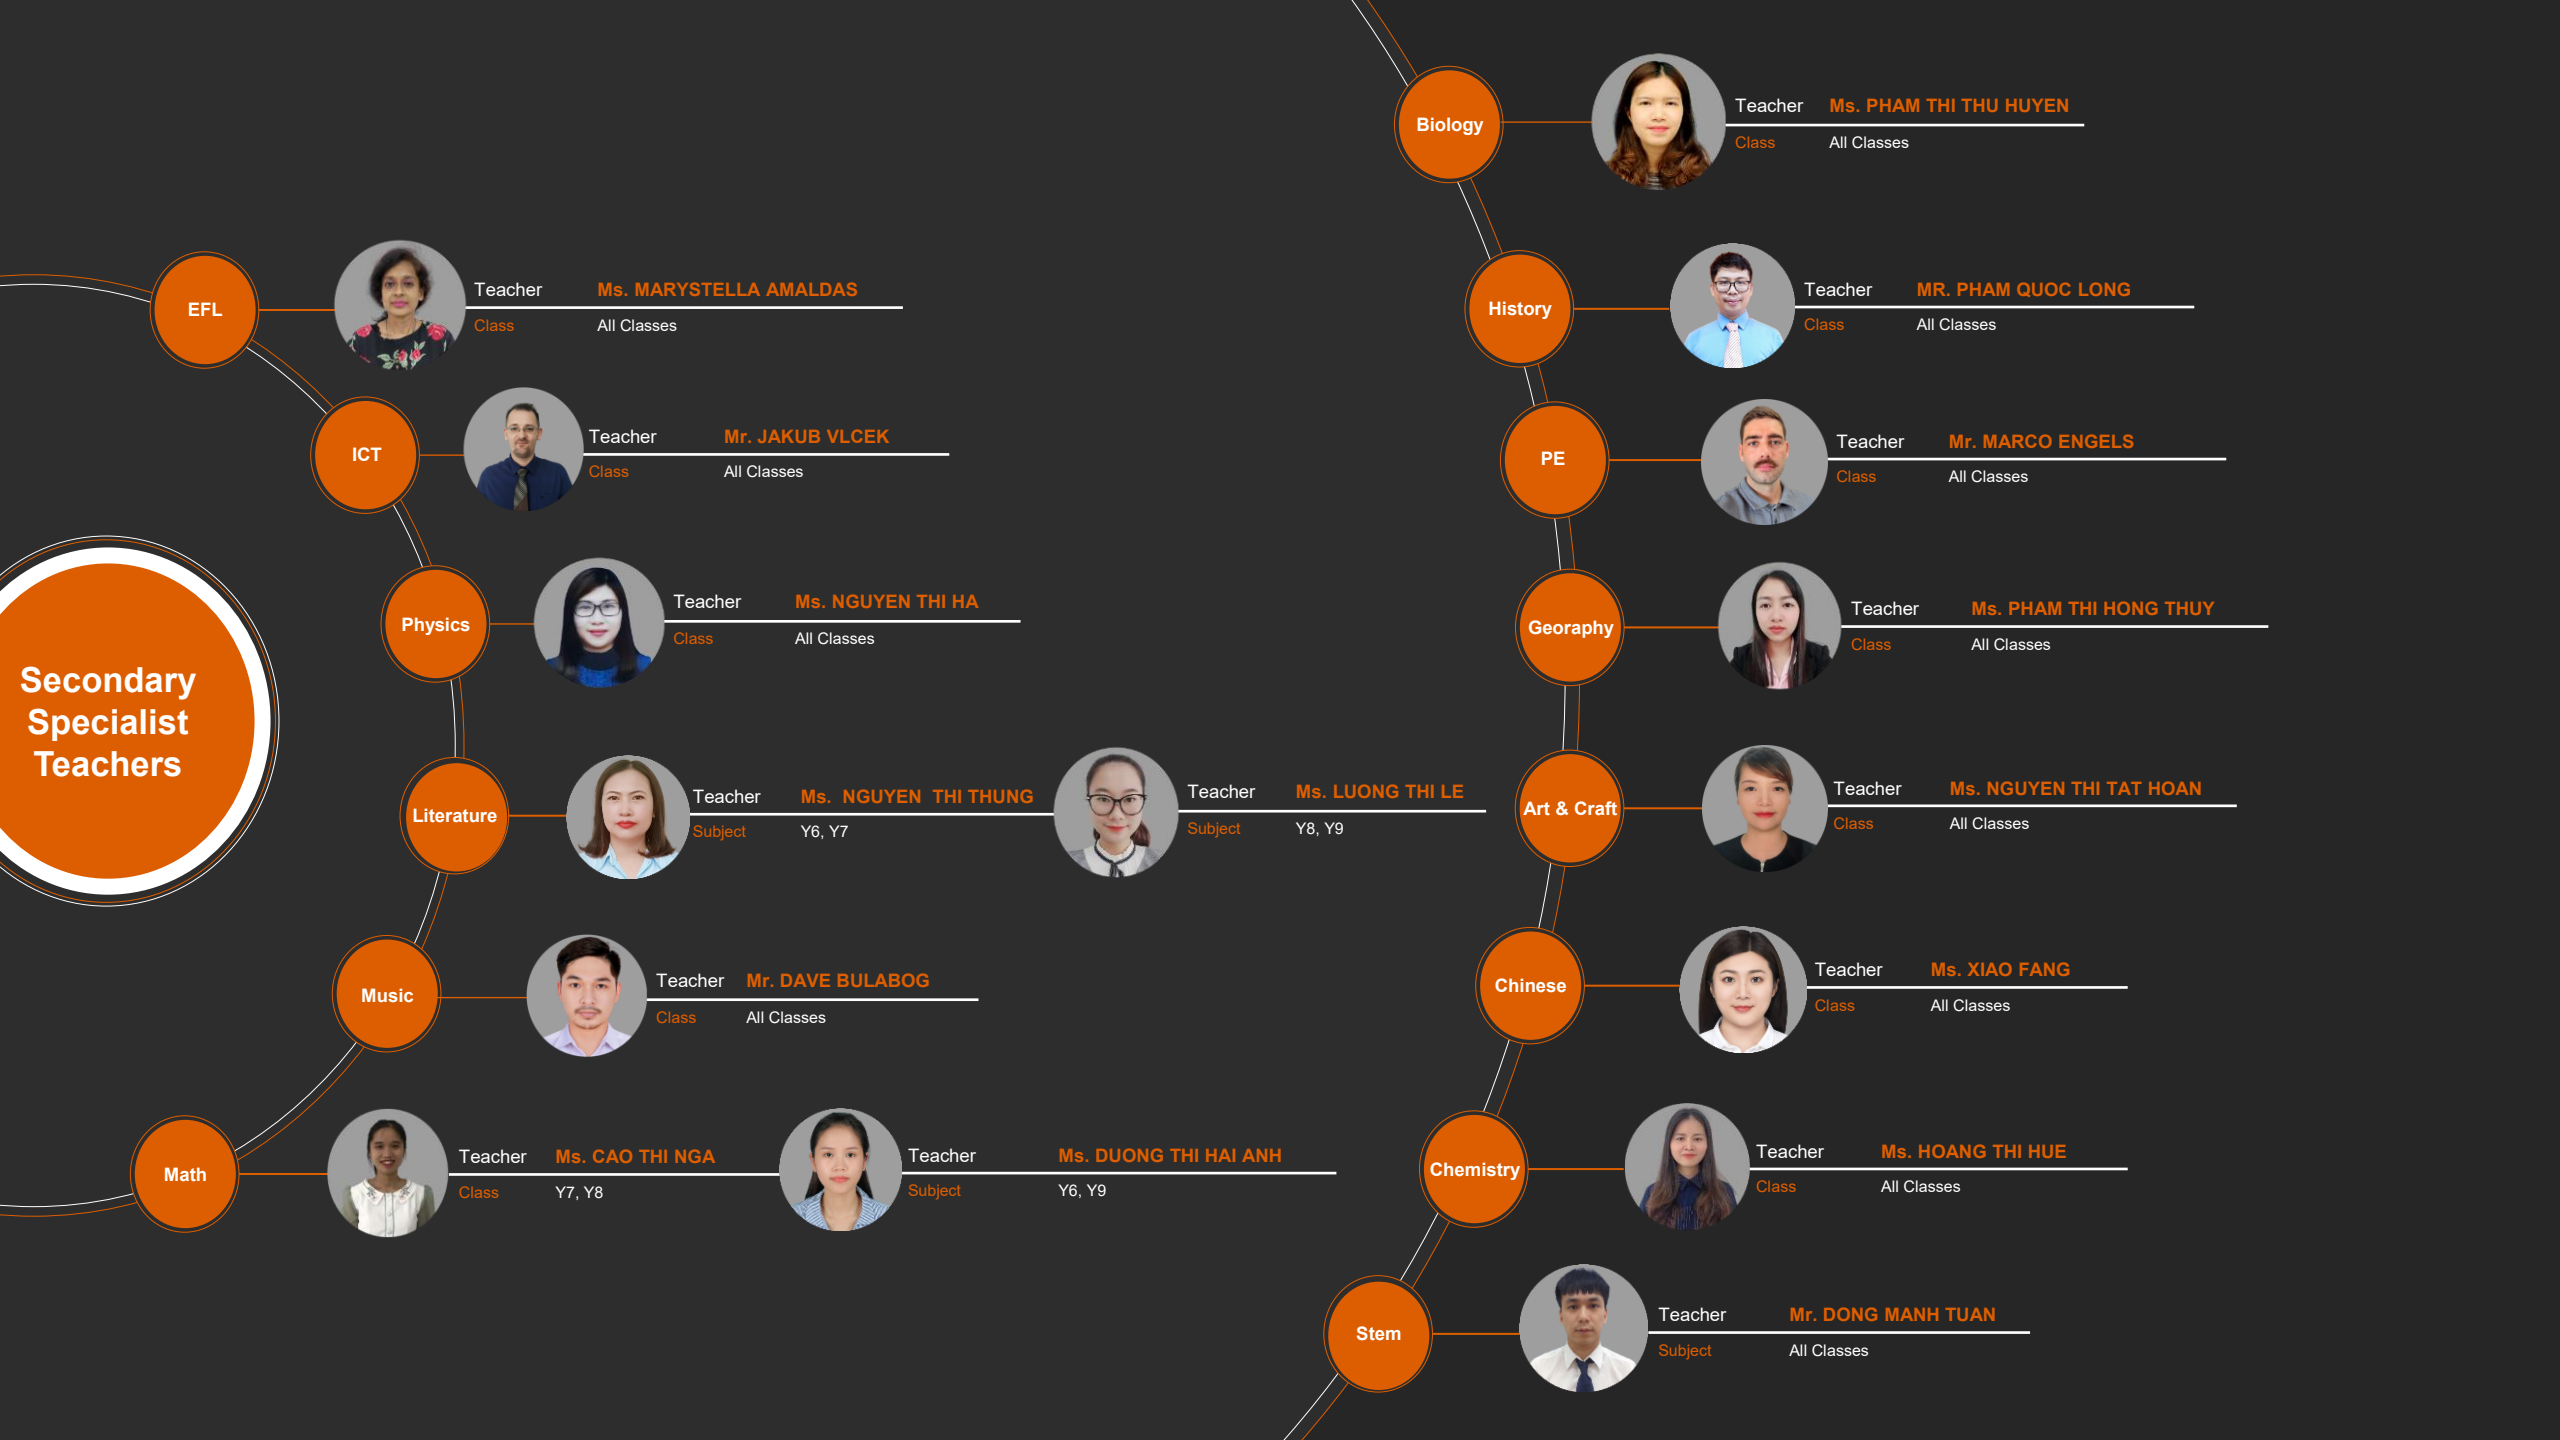 Secondary
Specialist
Teachers
EFL
Teacher Ms. MARYSTELLA AMALDAS
Class All Classes
ICT
Teacher Mr. JAKUB VLCEK
Class All Classes
Physics
Teacher Ms. NGUYEN THI HA
Class All Classes
Literature
Teacher Ms. NGUYEN THI THUNG
Subject Y6, Y7
Teacher Ms. LUONG THI LE
Subject Y8, Y9
Music
Teacher Mr. DAVE BULABOG
Class All Classes
Math
Teacher Ms. CAO THI NGA
Class Y7, Y8
Teacher Ms. DUONG THI HAI ANH
Subject Y6, Y9
Biology
Teacher Ms. PHAM THI THU HUYEN
Class All Classes
History
Teacher MR. PHAM QUOC LONG
Class All Classes
PE
Teacher Mr. MARCO ENGELS
Class All Classes
Georaphy
Teacher Ms. PHAM THI HONG THUY
Class All Classes
Art & Craft
Teacher Ms. NGUYEN THI TAT HOAN
Class All Classes
Chinese
Teacher Ms. XIAO FANG
Class All Classes
Chemistry
Teacher Ms. HOANG THI HUE
Class All Classes
Stem
Teacher Mr. DONG MANH TUAN
Subject All Classes